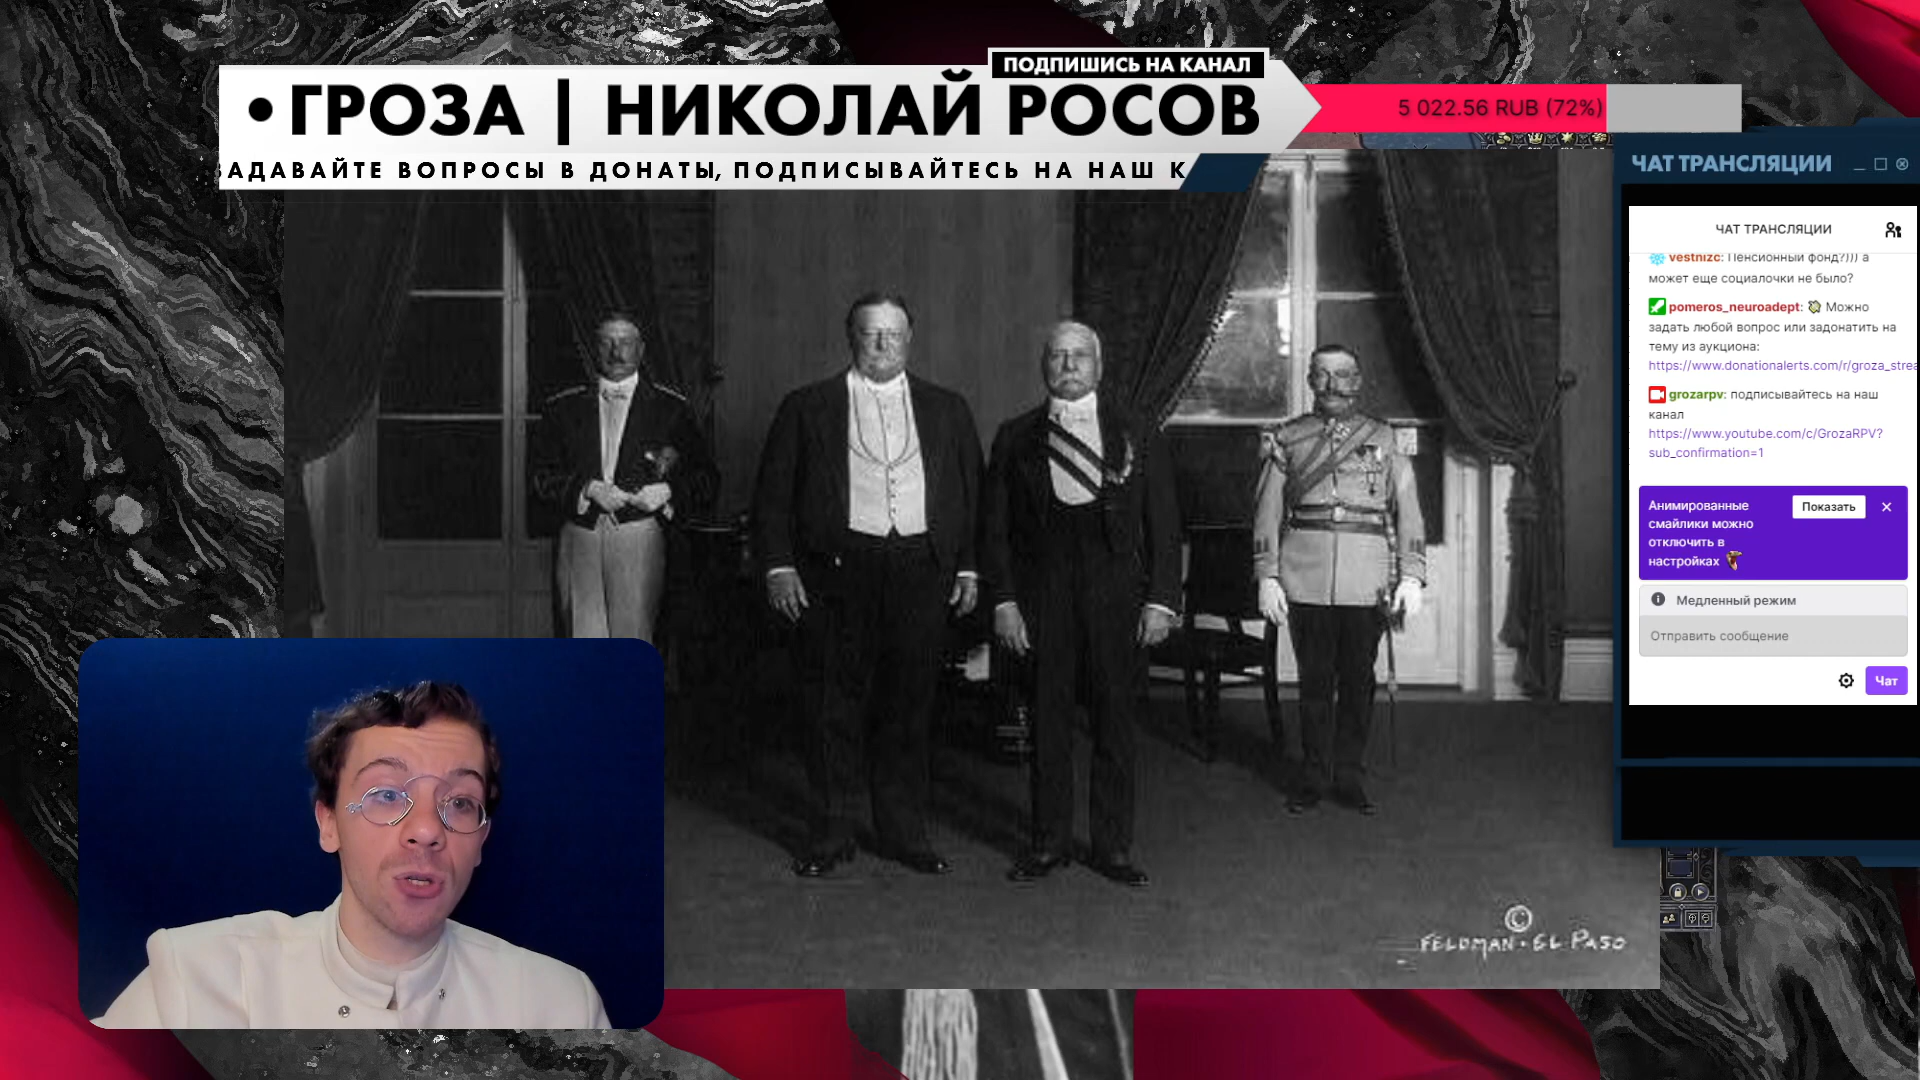 ПОДПИШИСЬ НА КАНАЛ
•ГРОЗА | НИКОЛАЙ РОСОВ
5 022.56 RUB (72%)
АДАВАЙТЕ ВОПРОСЫ В ДОНАТЫ, ПОДПИСЫВАЙТЕСЬ НА НАШ К
ЧАТ ТРАНСЛЯЦИИ
ЧАТ ТРАНСЛЯЦИИ
vestnizc: Пенсионный фонд?))) а
может еще социалочки не было?
pomeros_neuroadept: Можно
задать любой вопрос или задонатить на
тему из аукциона:
https://www.donationalerts.com/r/groza_strea
grozarpv: подписывайтесь на наш
канал
https://www.youtube.com/c/GrozaRPV?
sub_confirmation=1
Анимированные
смайлики можно
отключить в
настройках
Показать
Медленный режим
Отправить сообщение
Чат
©
FELDMAN·EL PASO